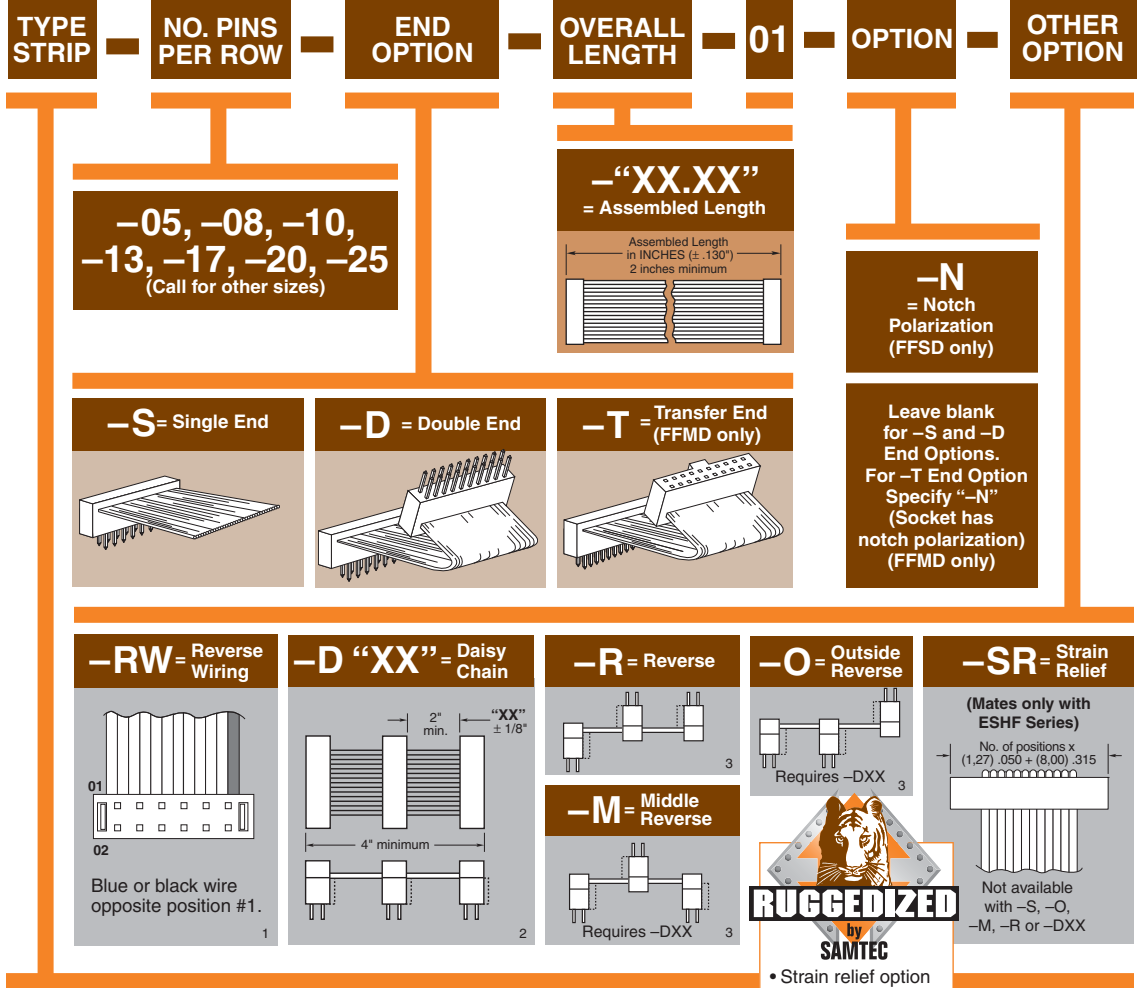 TYPE STRIP
NO. PINS PER ROW
END OPTION
OVERALL LENGTH
01
OPTION
OTHER OPTION
–05, –08, –10,
–13, –17, –20, –25
(Call for other sizes)
–“XX.XX”
= Assembled Length
Assembled Length
in INCHES (± .130")
2 inches minimum
–N
= Notch
Polarization
(FFSD only)
Leave blank
for –S and –D
End Options.
For –T End Option
Specify “–N”
(Socket has
notch polarization)
(FFMD only)
–S = Single End
–D = Double End
–T = Transfer End
(FFMD only)
–RW = Reverse
Wiring
01
02
Blue or black wire
opposite position #1.
1
–D “XX” = Daisy
Chain
2"
min.
“XX”
± 1/8"
4" minimum
2
–R = Reverse
3
–M = Middle
Reverse
Requires –DXX
3
–O = Outside
Reverse
Requires –DXX
3
–SR = Strain
Relief
(Mates only with
ESHF Series)
No. of positions x
(1,27) .050 + (8,00) .315
Not available
with –S, –O,
–M, –R or –DXX
RUGGEDIZED
by
SAMTEC
• Strain relief option